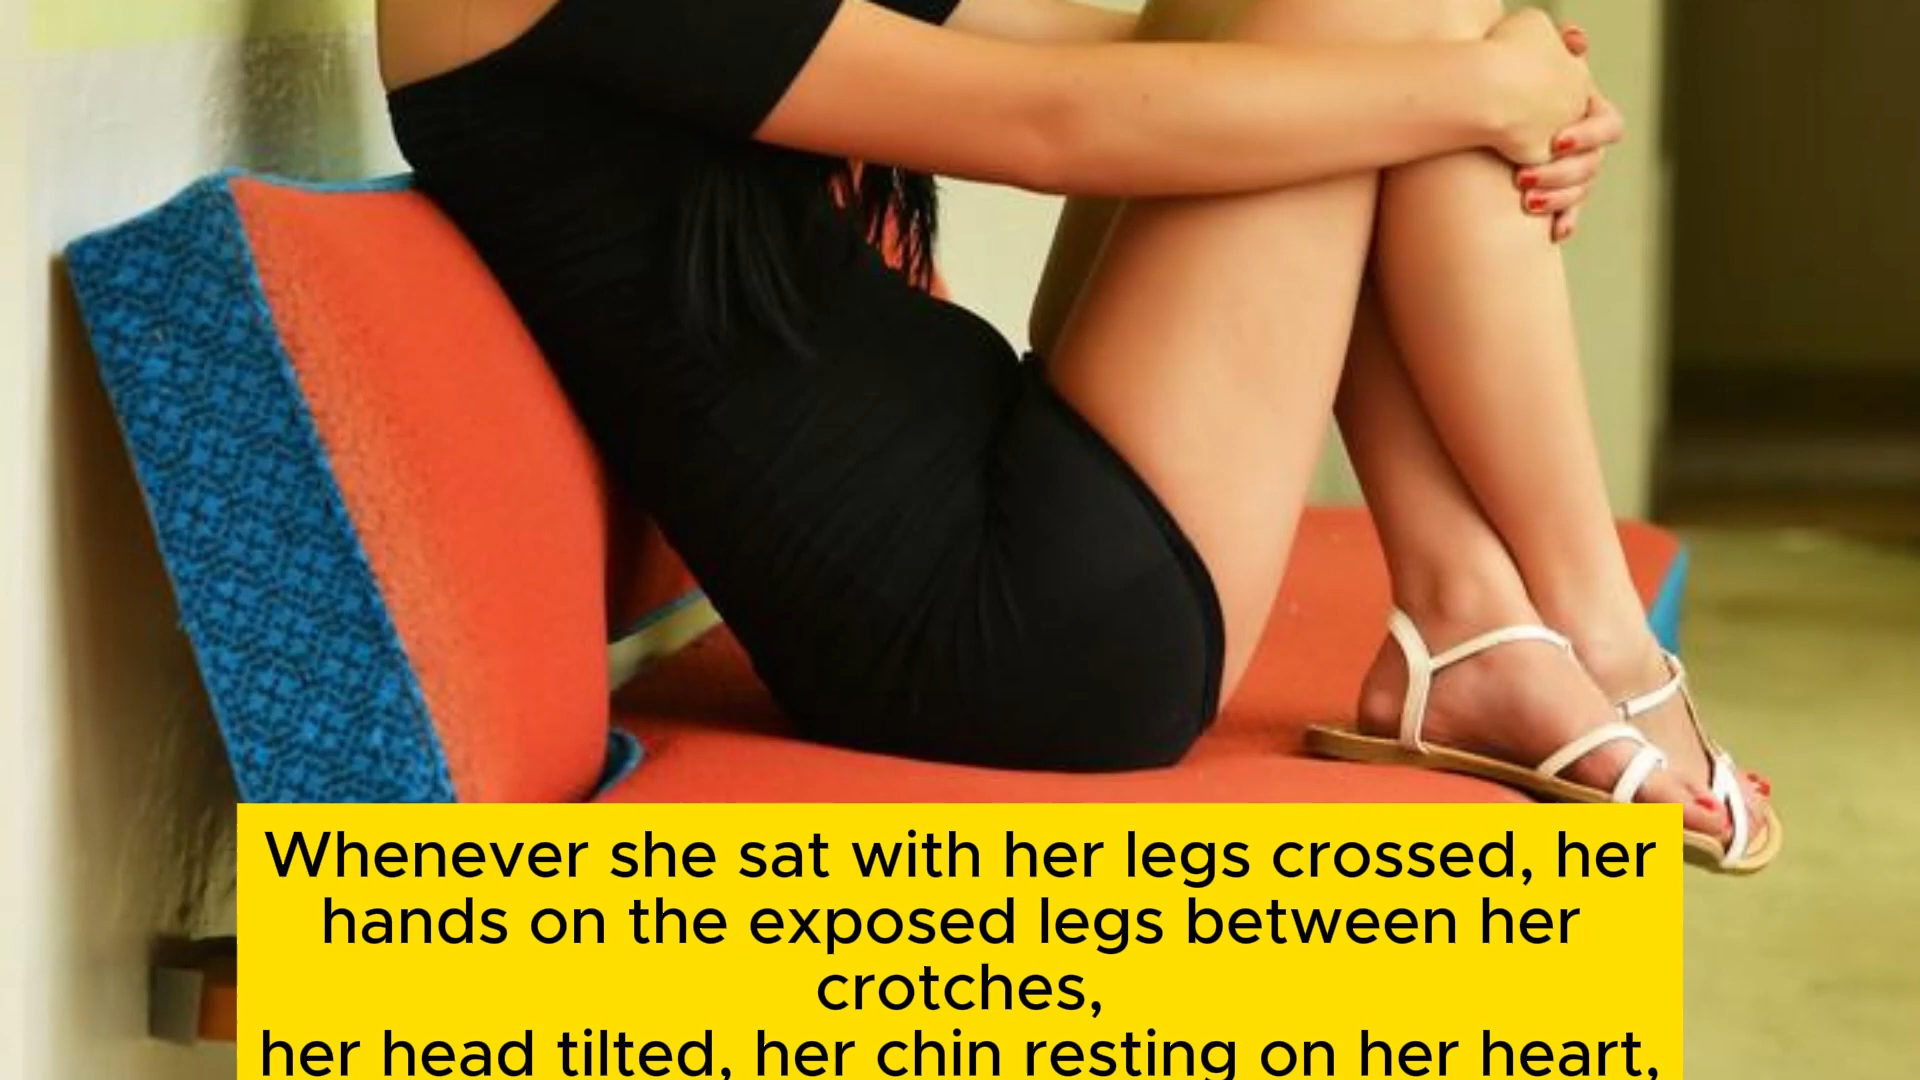 Whenever she sat with her legs crossed, her
hands on the exposed legs between her
crotches,
her head tilted, her chin resting on her heart,